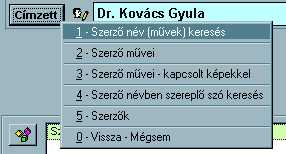 Címzett Dr. Kovács Gyula
1 - Szerző név (művek) keresés
2 - Szerző művei
3 - Szerző művei - kapcsolt képekkel
4 - Szerző névben szereplő szó keresés
5 - Szerzők
0 - Vissza - Mégsem